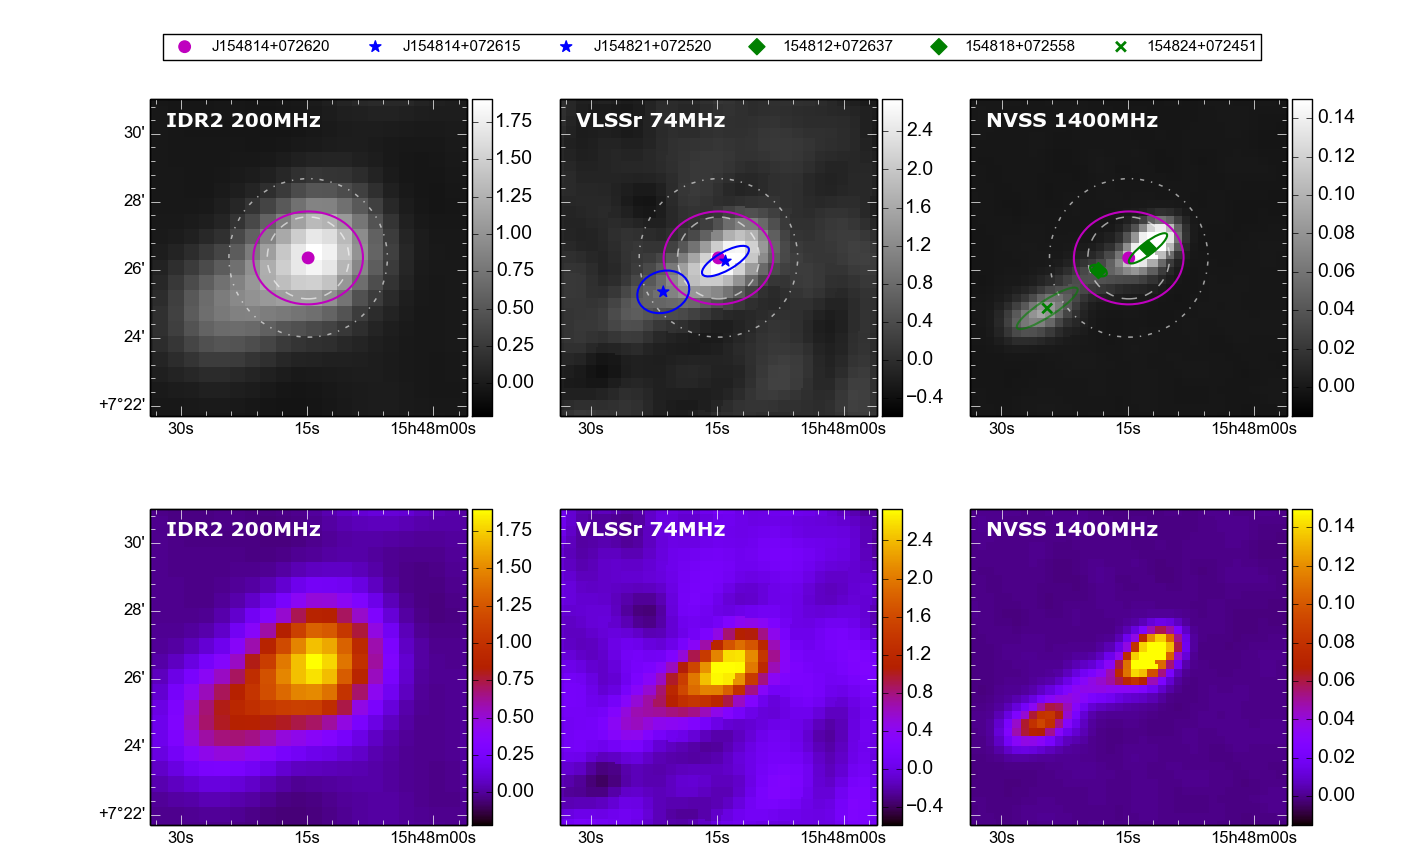 J154814+072620 J154814+072615 J154821+072520 154812+072637 154818+072558 154824+072451
IDR2 200MHz VLSSr 74MHz NVSS 1400MHz
30' 28' 26' 24' +7°22'
1.75 1.50 1.25 1.00 0.75 0.50 0.25 0.00
2.4 2.0 1.6 1.2 0.8 0.4 0.0 −0.4
0.14 0.12 0.10 0.08 0.06 0.04 0.02 0.00
30s 15s 15h48m00s 30s 15s 15h48m00s 30s 15s 15h48m00s
IDR2 200MHz VLSSr 74MHz NVSS 1400MHz
30' 28' 26' 24' +7°22'
1.75 1.50 1.25 1.00 0.75 0.50 0.25 0.00
2.4 2.0 1.6 1.2 0.8 0.4 0.0 −0.4
0.14 0.12 0.10 0.08 0.06 0.04 0.02 0.00
30s 15s 15h48m00s 30s 15s 15h48m00s 30s 15s 15h48m00s